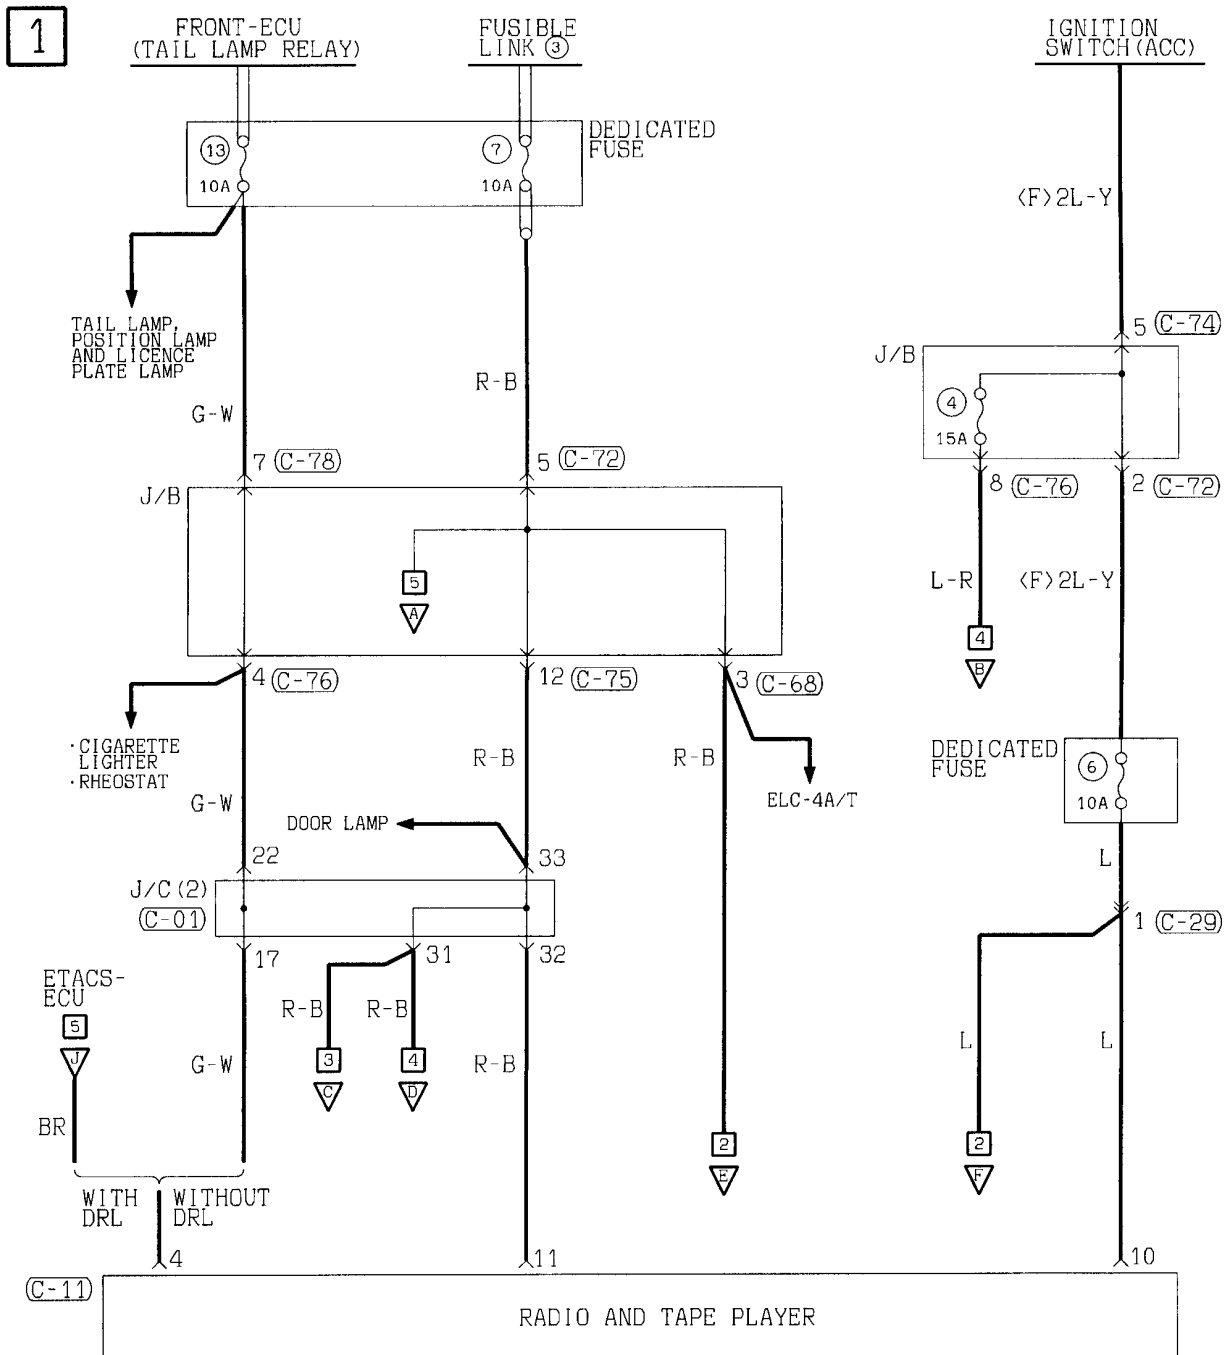 1
FRONT-ECU
(TAIL LAMP RELAY)
FUSIBLE
LINK ③
IGNITION
SWITCH(ACC)
DEDICATED
FUSE
13
10A
7
10A
<F>2L-Y
TAIL LAMP,
POSITION LAMP
AND LICENCE
PLATE LAMP
G-W
R-B
5 (C-74)
J/B
4
15A
7 (C-78)
5 (C-72)
8 (C-76)
2 (C-72)
J/B
5
A
L-R
<F>2L-Y
4
B
4 (C-76)
12 (C-75)
3 (C-68)
·CIGARETTE
LIGHTER
·RHEOSTAT
R-B
R-B
DEDICATED
FUSE
6
10A
ELC-4A/T
G-W
DOOR LAMP
22
33
L
J/C(2)
(C-01)
1 (C-29)
17
31
32
ETACS-
ECU
5
J
R-B
R-B
G-W
R-B
L
L
3
C
4
D
BR
2
E
2
F
WITH
DRL
WITHOUT
DRL
4
11
10
(C-11)
RADIO AND TAPE PLAYER